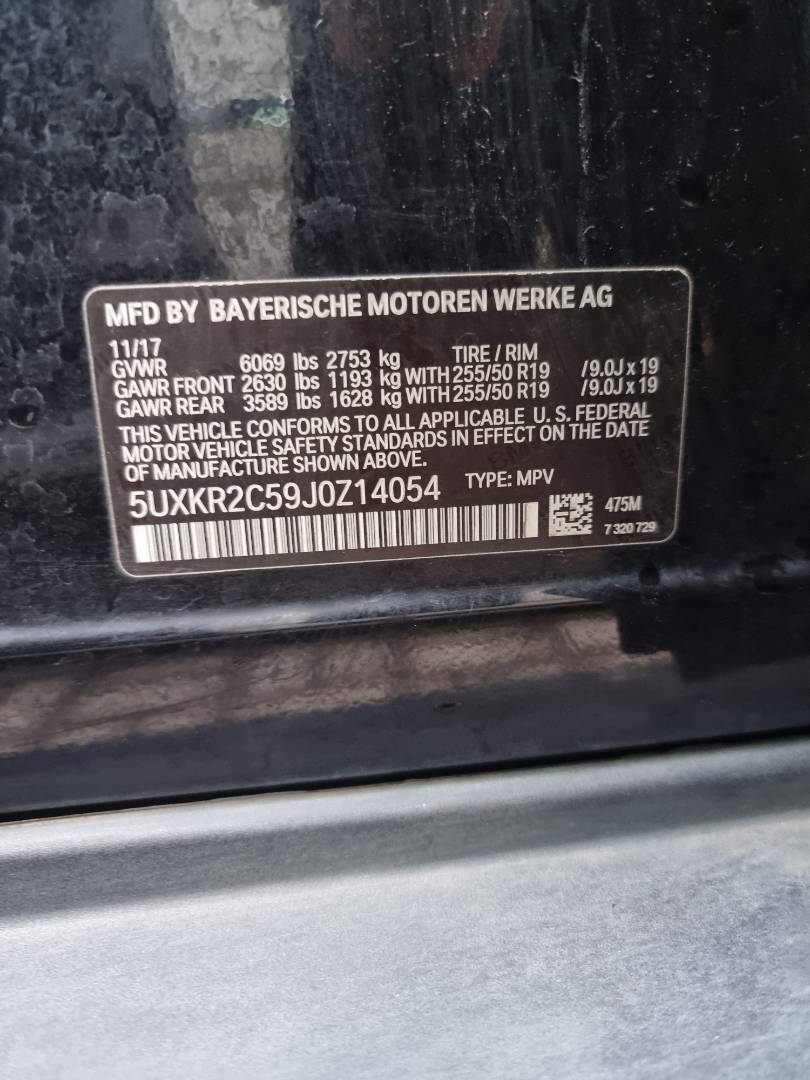 MFD BY BAYERISCHE MOTOREN WERKE AG
11/17 TIRE / RIM
GVWR 6069 lbs 2753 kg
GAWR FRONT 2630 lbs 1193 kg WITH 255/50 R19 /9.0J x 19
GAWR REAR 3589 lbs 1628 kg WITH 255/50 R19 /9.0J x 19
THIS VEHICLE CONFORMS TO ALL APPLICABLE U. S. FEDERAL
MOTOR VEHICLE SAFETY STANDARDS IN EFFECT ON THE DATE
OF MANUFACTURE SHOWN ABOVE.
5UXKR2C59J0Z14054 TYPE: MPV
475M
7 320 729